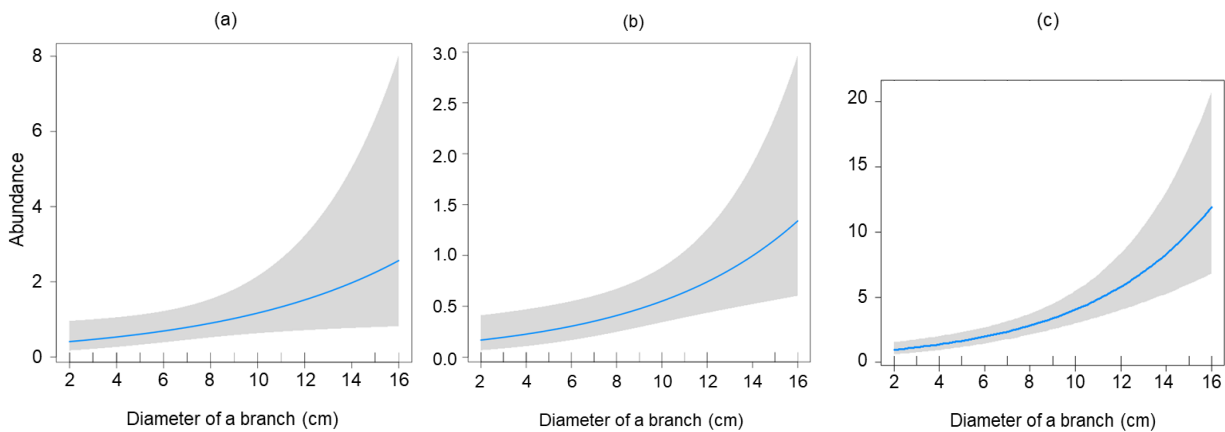 (a)
8
6
4
2
0
Abundance
2 4 6 8 10 12 14 16
Diameter of a branch (cm)
(b)
3.0
2.5
2.0
1.5
1.0
0.5
0.0
2 4 6 8 10 12 14 16
Diameter of a branch (cm)
(c)
20
15
10
5
0
2 4 6 8 10 12 14 16
Diameter of a branch (cm)